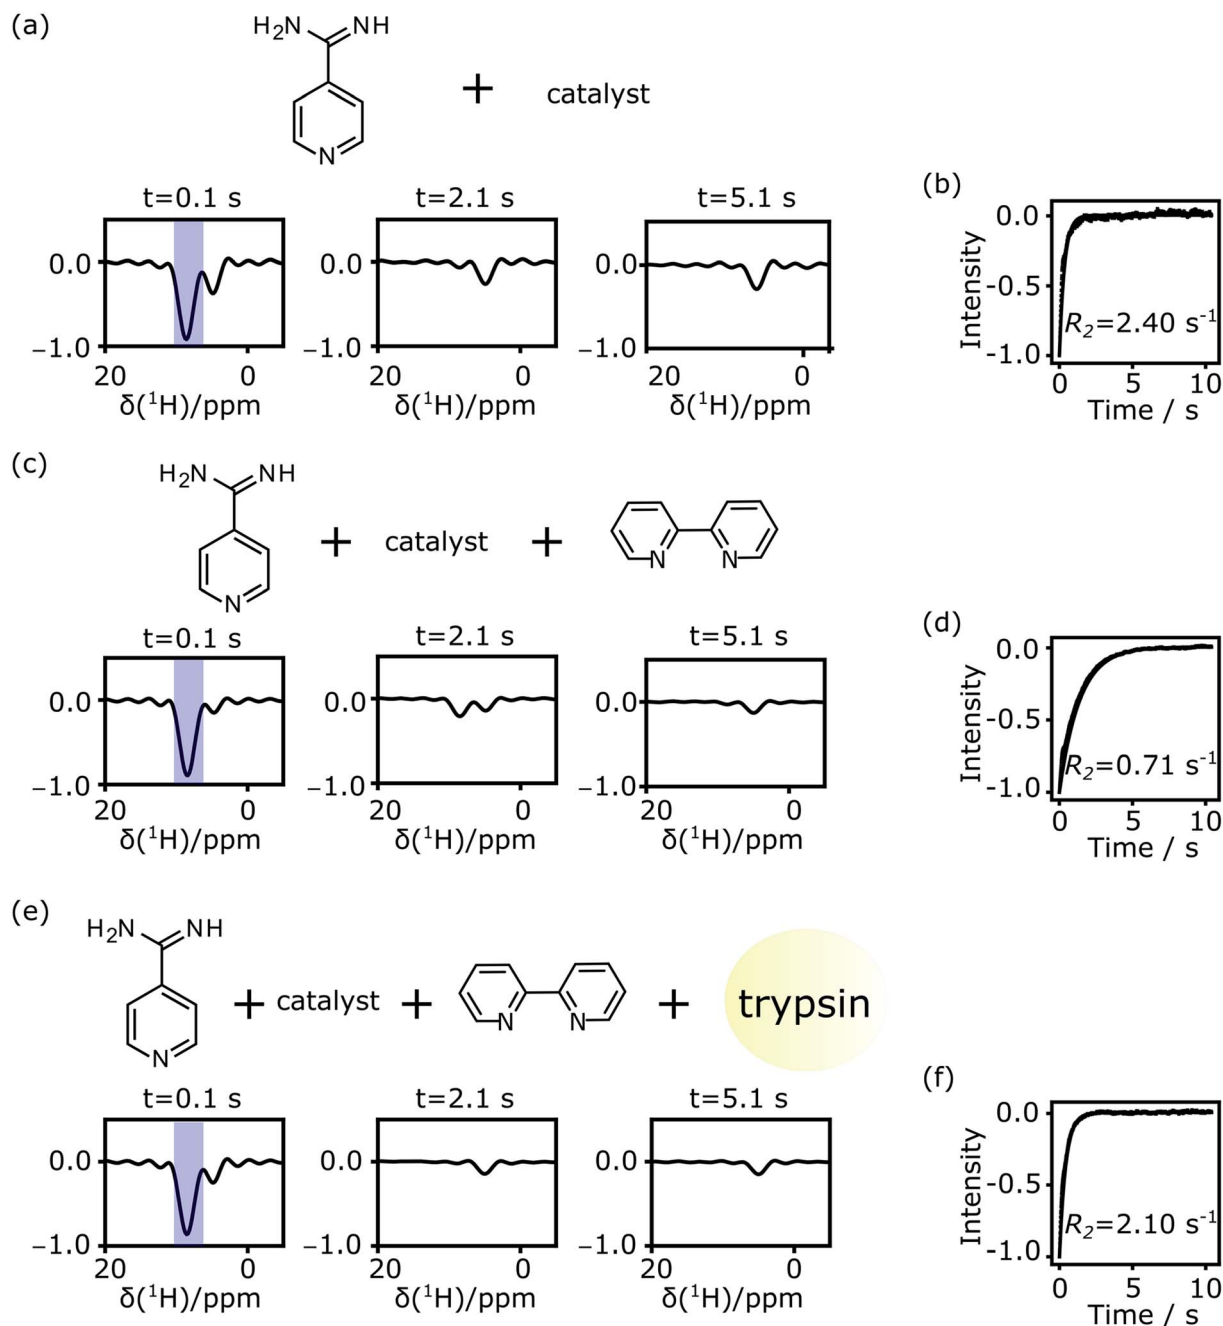 (a)
H₂N NH
N
+ catalyst
t=0.1 s t=2.1 s t=5.1 s
0.0 0.0 0.0
−1.0 −1.0 −1.0
20 0 20 0 20 0
δ(¹H)/ppm δ(¹H)/ppm δ(¹H)/ppm
(b)
Intensity
0.0
-0.5
-1.0
R₂=2.40 s⁻¹
0 5 10
Time / s
(c)
H₂N NH
N
+ catalyst +
N N
t=0.1 s t=2.1 s t=5.1 s
0.0 0.0 0.0
−1.0 −1.0 −1.0
20 0 20 0 20 0
δ(¹H)/ppm δ(¹H)/ppm δ(¹H)/ppm
(d)
Intensity
0.0
-0.5
-1.0
R₂=0.71 s⁻¹
0 5 10
Time / s
(e)
H₂N NH
N
+ catalyst +
N N
+ trypsin
t=0.1 s t=2.1 s t=5.1 s
0.0 0.0 0.0
−1.0 −1.0 −1.0
20 0 20 0 20 0
δ(¹H)/ppm δ(¹H)/ppm δ(¹H)/ppm
(f)
Intensity
0.0
-0.5
-1.0
R₂=2.10 s⁻¹
0 5 10
Time / s